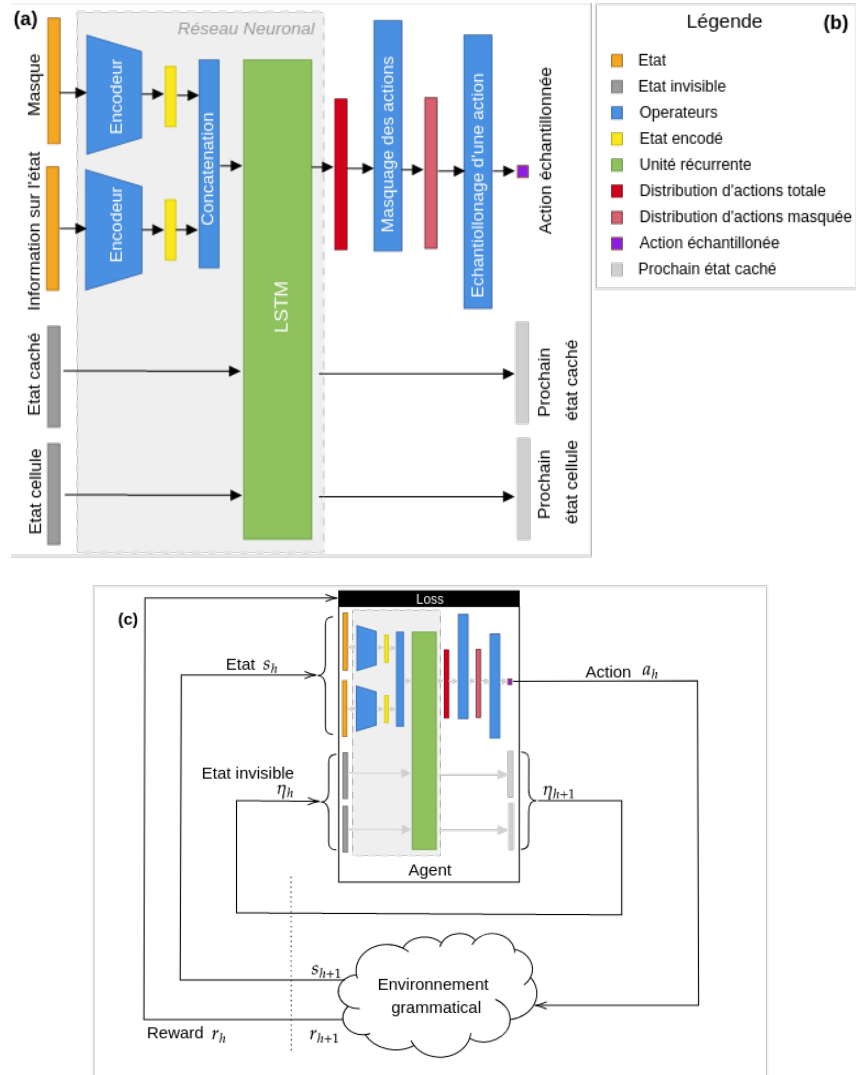 (a)
Réseau Neuronal
Masque
Encodeur
Concatenation
Information sur l'état
Encodeur
LSTM
Masquage des actions
Echantiollonage d'une action
Action échantillonnée
Etat caché
Prochain
état caché
Etat cellule
Prochain
état cellule
Légende
(b)
Etat
Etat invisible
Operateurs
Etat encodé
Unité récurrente
Distribution d'actions totale
Distribution d'actions masquée
Action échantillonée
Prochain état caché
(c)
Loss
Etat s_h
Action a_h
Etat invisible
η_h
η_{h+1}
Agent
s_{h+1}
Environnement
grammatical
Reward r_h
r_{h+1}